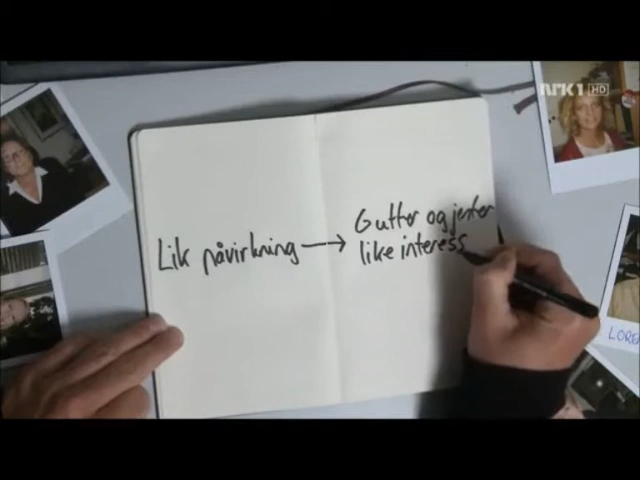 NRK1 HD
Gutter og jenter
Lik påvirkning → like interess
LORE